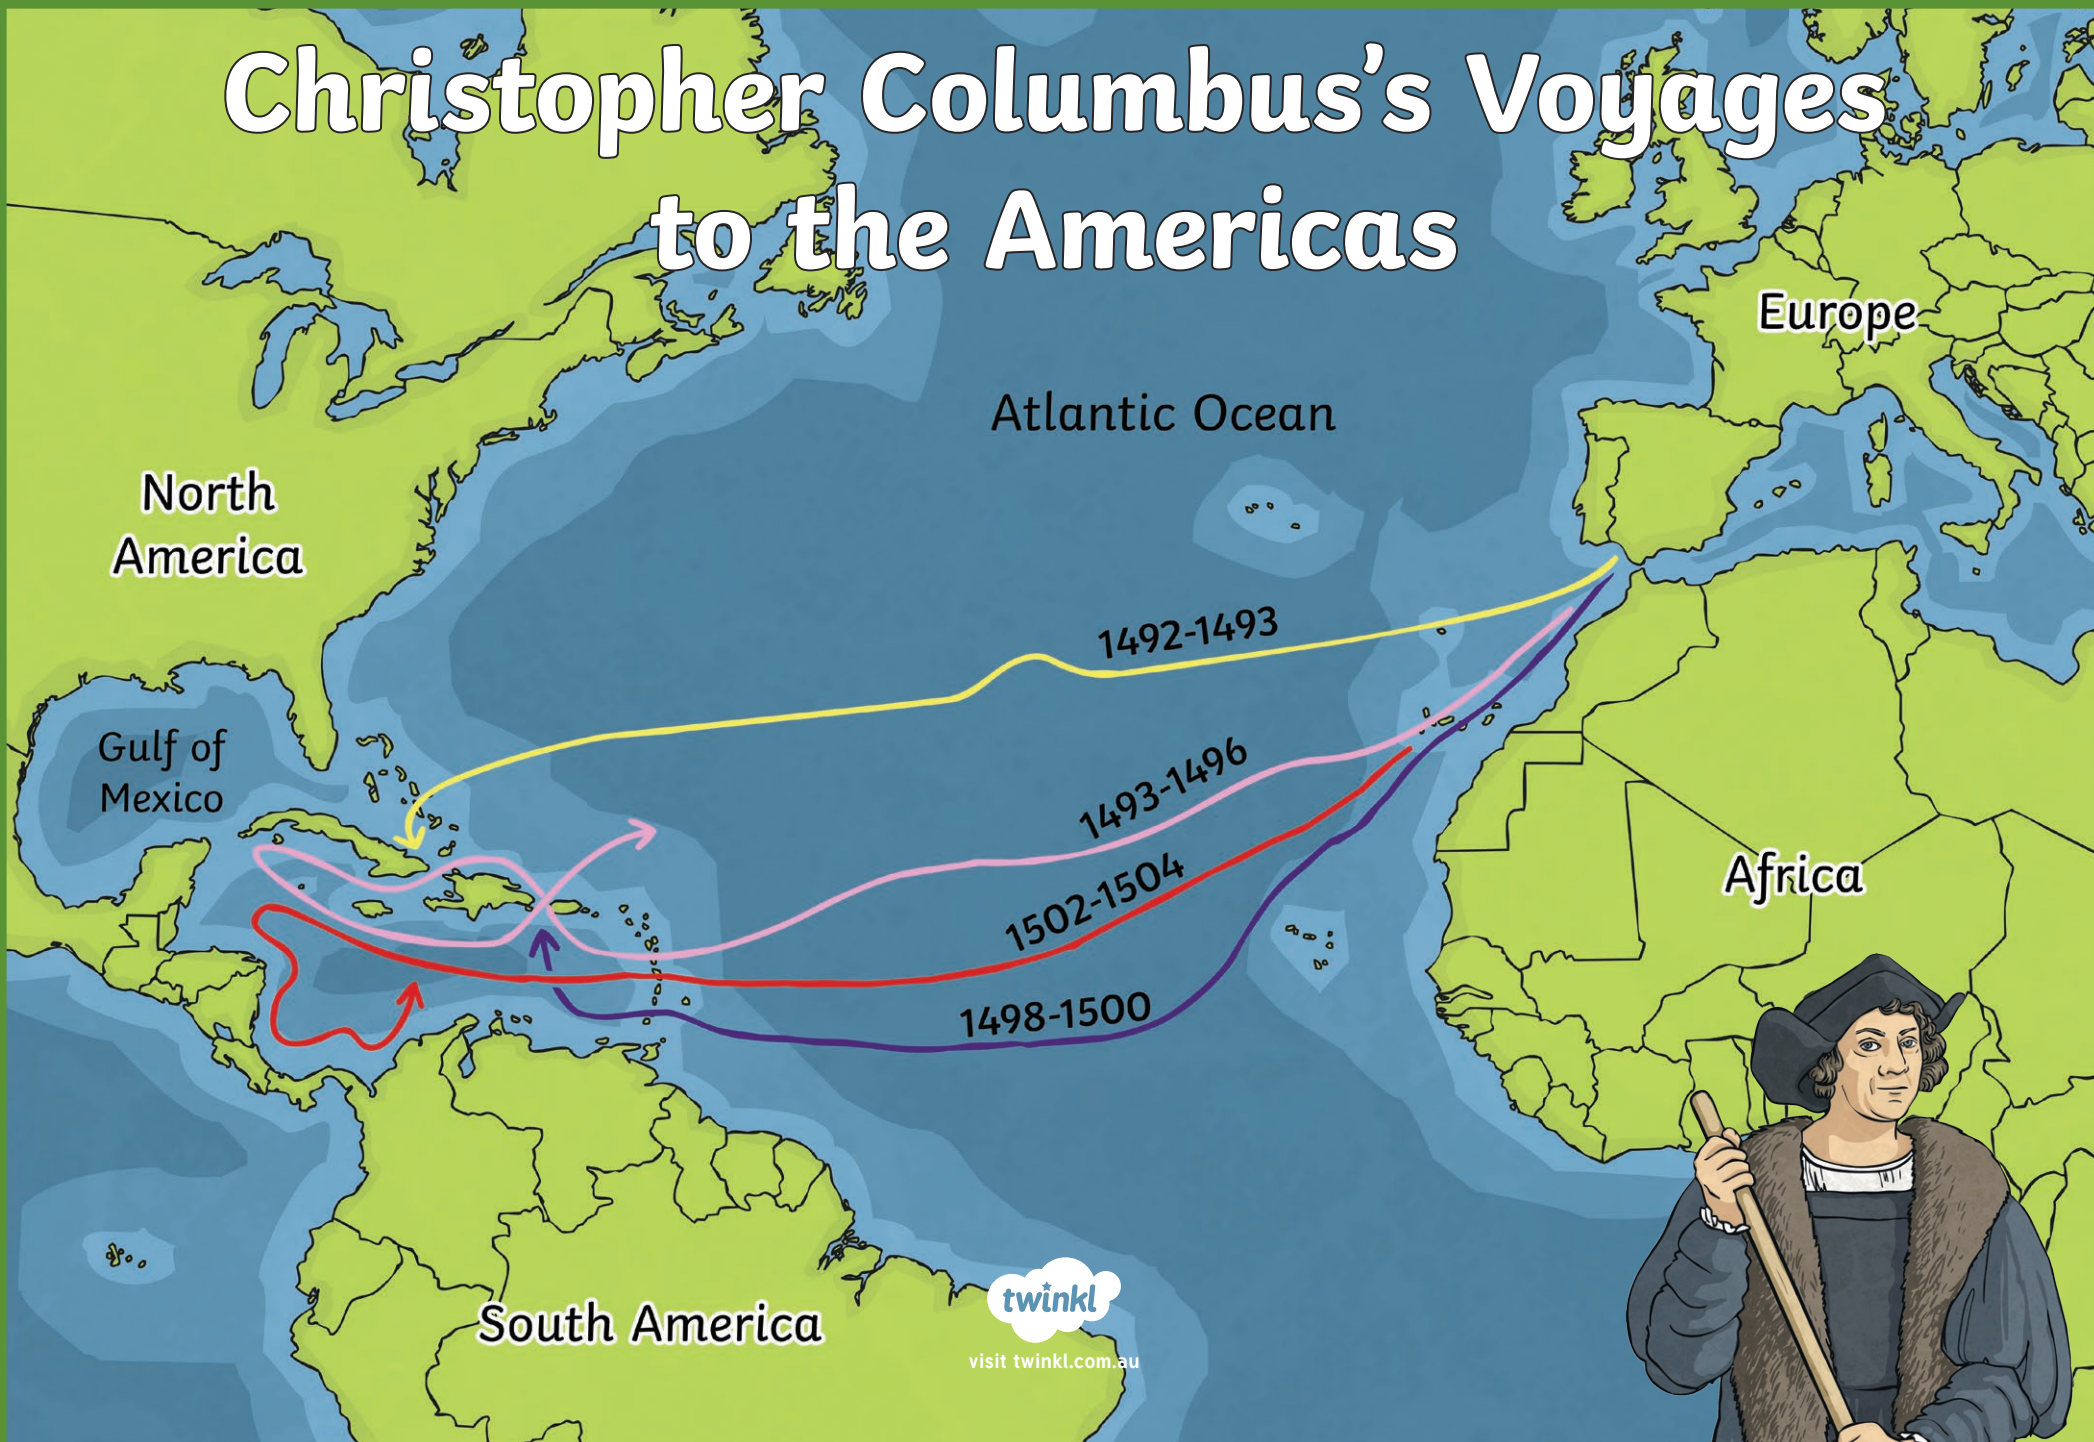 Christopher Columbus’s Voyages
to the Americas
Europe
Atlantic Ocean
North
America
1492-1493
Gulf of
Mexico
1493-1496
1502-1504
Africa
1498-1500
South America
twinkl
visit twinkl.com.au